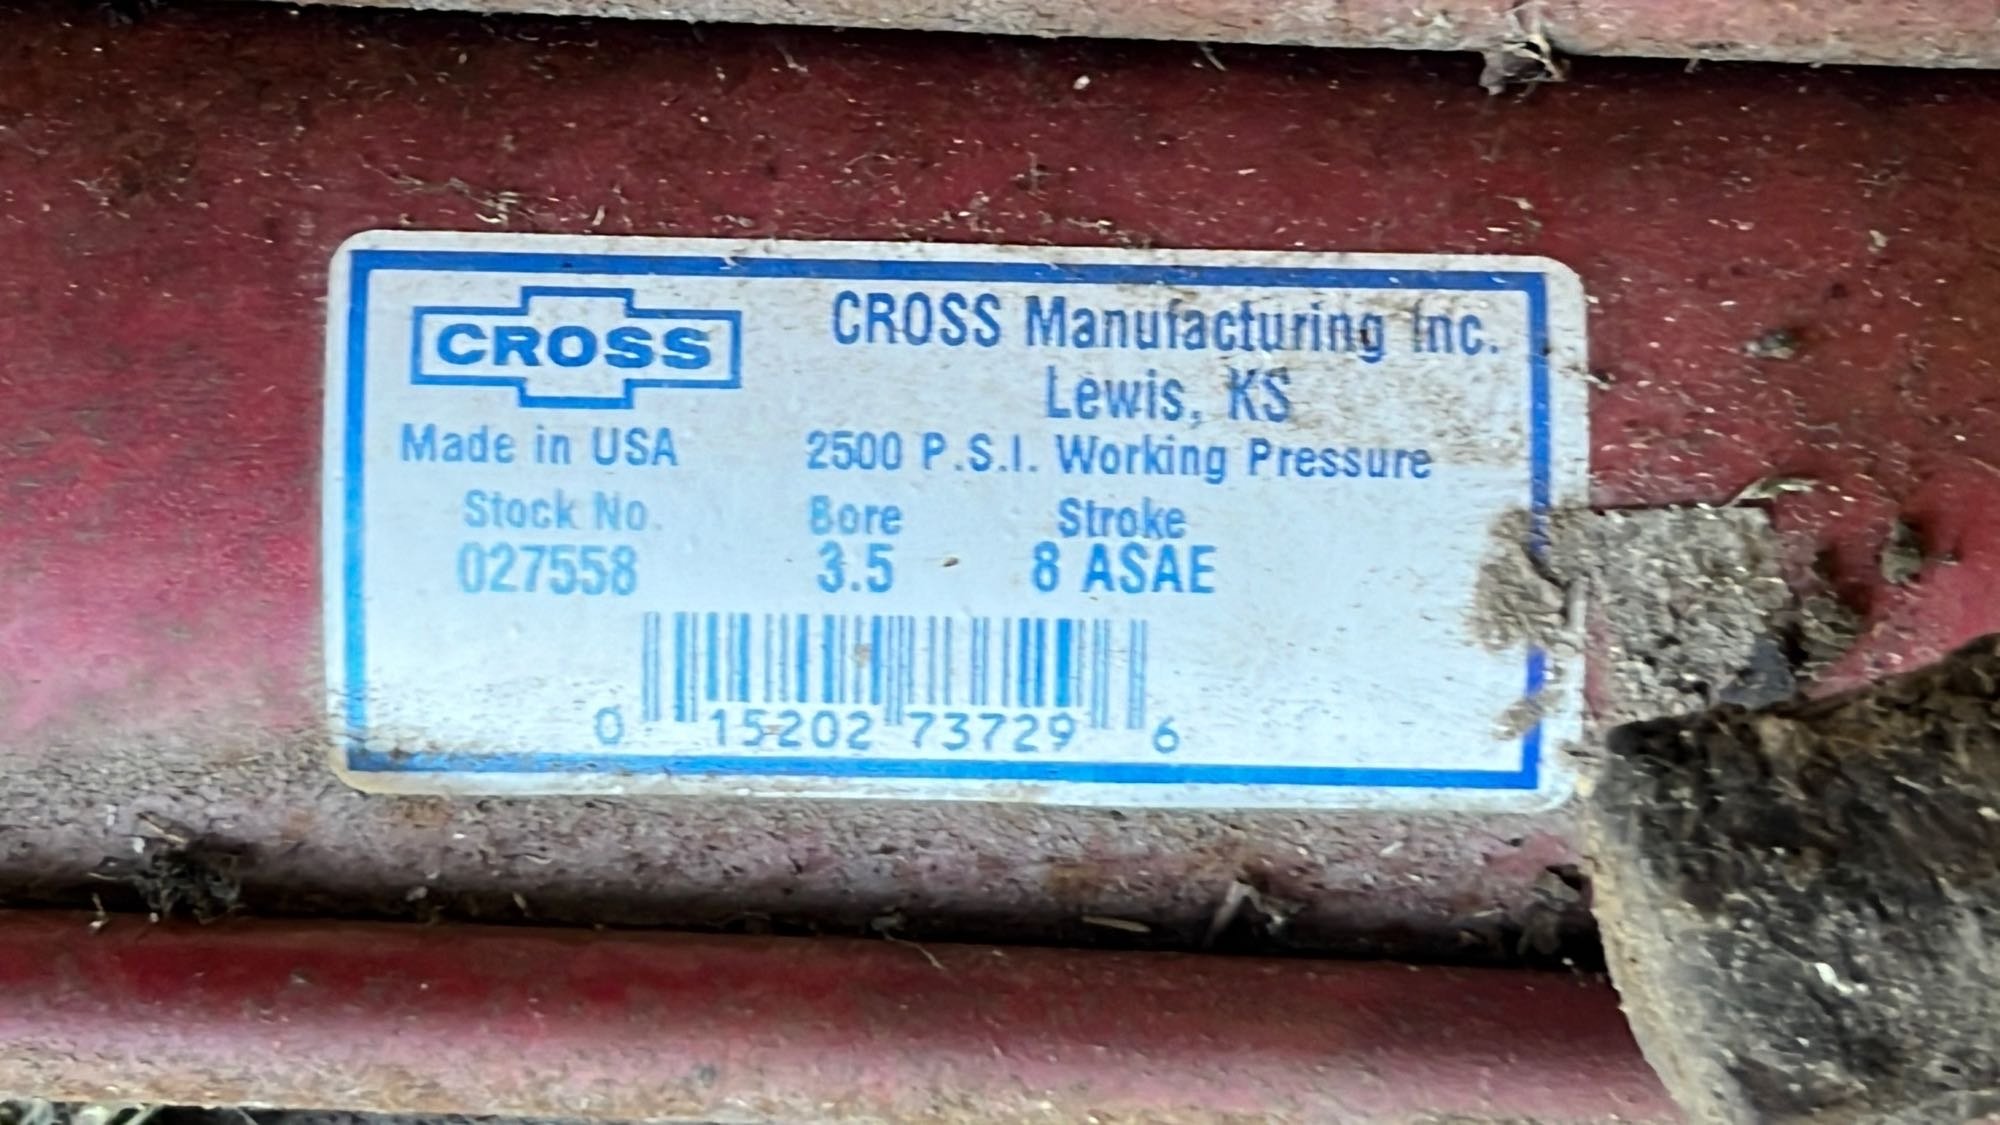 CROSS
CROSS Manufacturing Inc.
Lewis, KS
Made in USA 2500 P.S.I. Working Pressure
Stock No. Bore Stroke
027558 3.5 8 ASAE
0 15202 73729 6